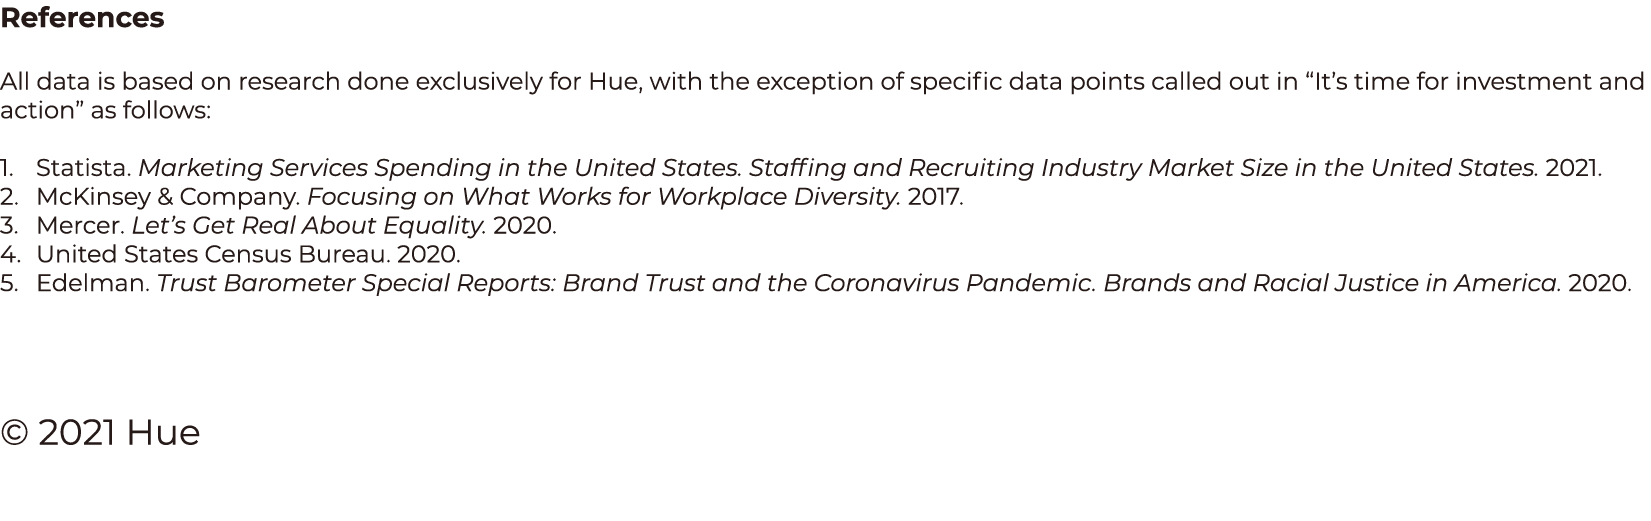 References
All data is based on research done exclusively for Hue, with the exception of specific data points called out in “It’s time for investment and
action” as follows:
1. Statista. Marketing Services Spending in the United States. Staffing and Recruiting Industry Market Size in the United States. 2021.
2. McKinsey & Company. Focusing on What Works for Workplace Diversity. 2017.
3. Mercer. Let’s Get Real About Equality. 2020.
4. United States Census Bureau. 2020.
5. Edelman. Trust Barometer Special Reports: Brand Trust and the Coronavirus Pandemic. Brands and Racial Justice in America. 2020.
© 2021 Hue